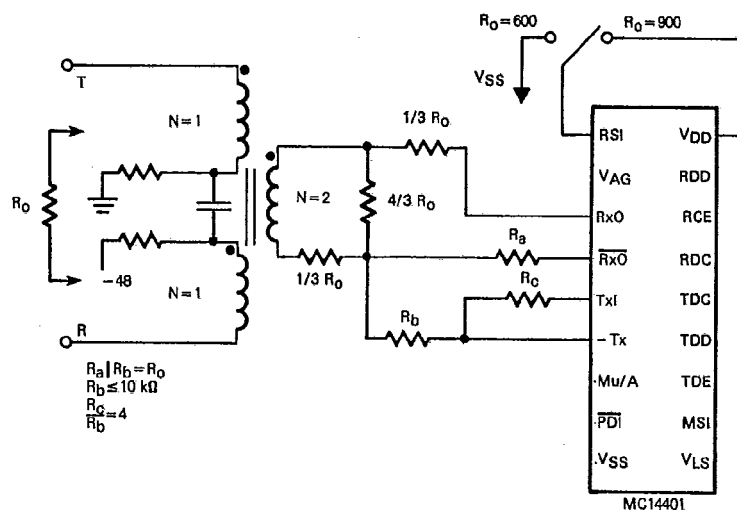 R₀=600
R₀=900
VSS
T
N=1
1/3 R₀
N=2
4/3 R₀
R₀
-48
N=1
1/3 R₀
Ra
Rc
Rb
R
Ra|Rb=R₀
Rb≤10 kΩ
Rc/Rb=4
RSI
VDD
VAG
RDD
RxO
RCE
R̅x̅O̅
RDC
TxI
TDC
-Tx
TDD
Mu/A
TDE
P̅D̅I̅
MSI
VSS
VLS
MC14401